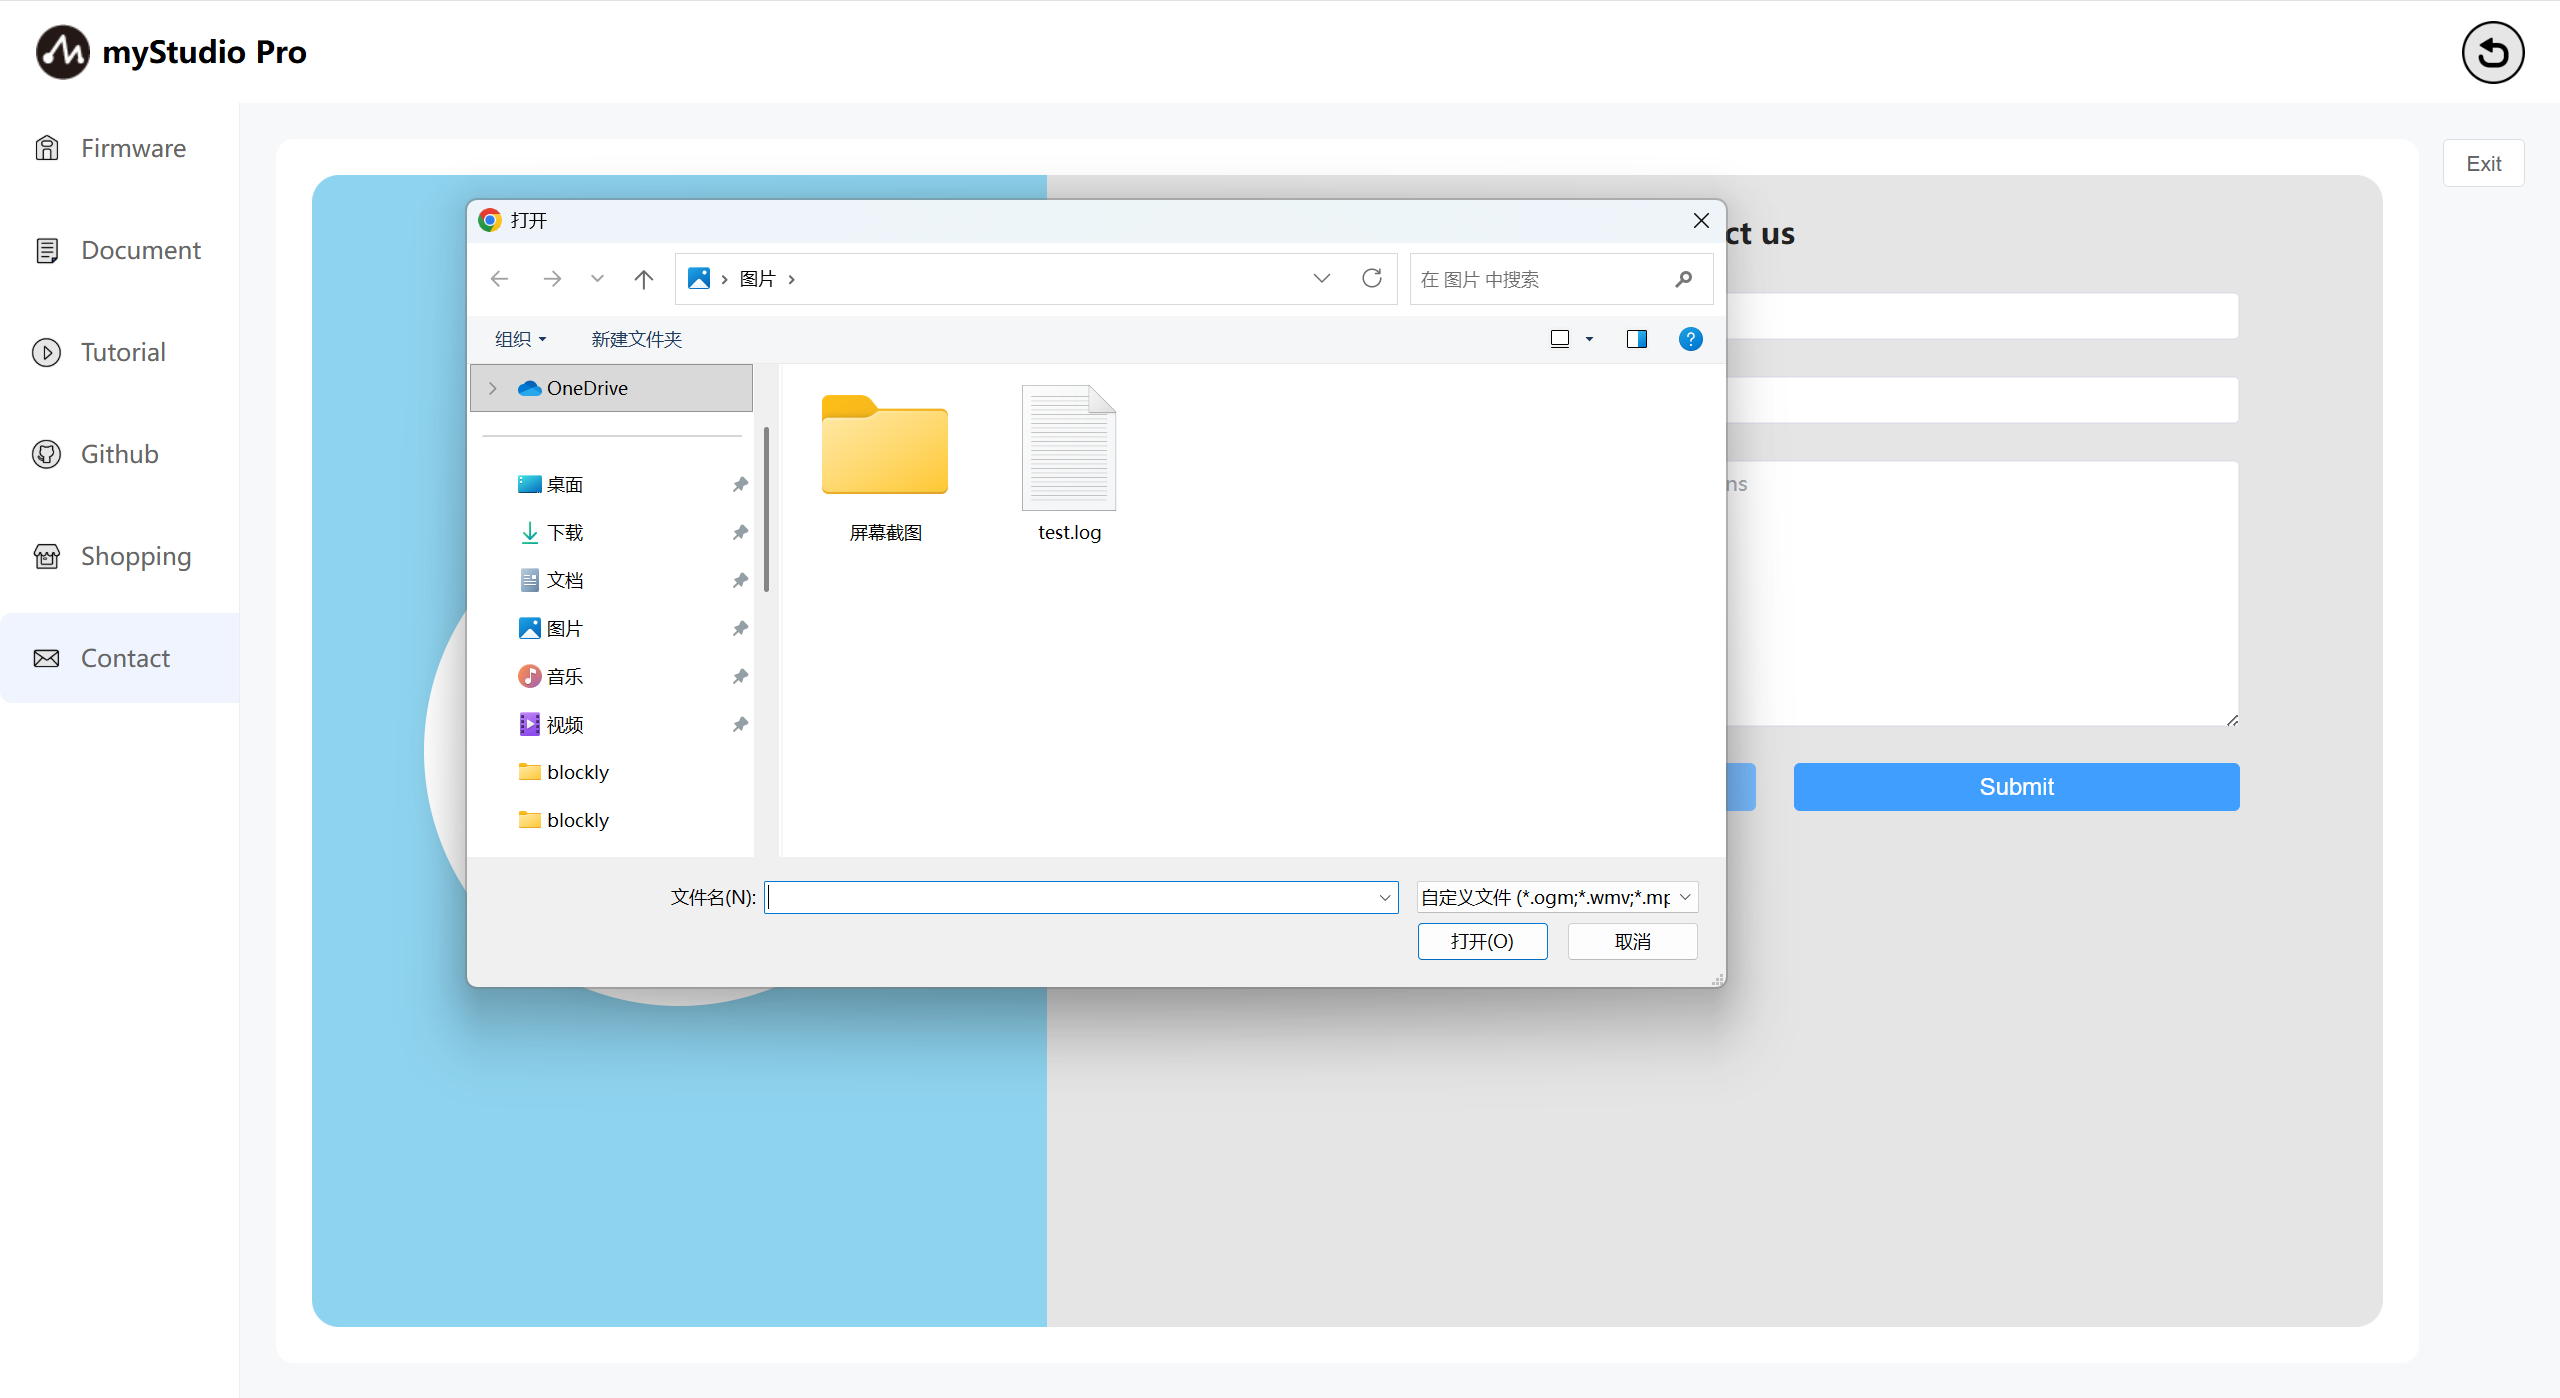 myStudio Pro
Firmware
Document
Tutorial
Github
Shopping
Contact
Exit
ct us
ns
Submit
打开
图片
在 图片 中搜索
组织
新建文件夹
?
OneDrive
桌面
下载
文档
图片
音乐
视频
blockly
blockly
屏幕截图
test.log
文件名(N):
自定义文件 (*.ogm;*.wmv;*.mp
打开(O)
取消